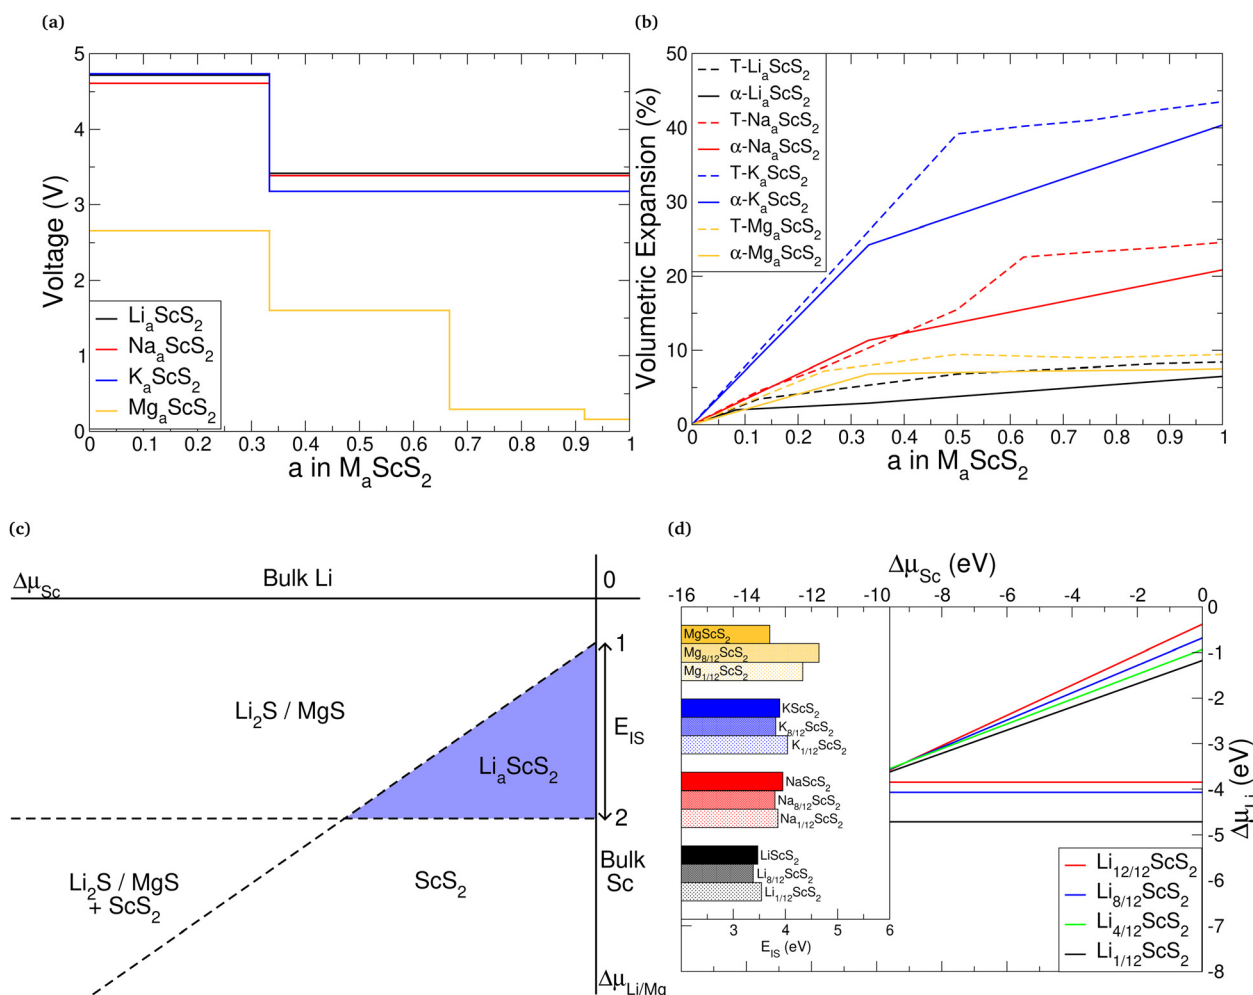 (a)
5
4
3
2
1
0
Voltage (V)
Li_aScS_2
Na_aScS_2
K_aScS_2
Mg_aScS_2
0 0.1 0.2 0.3 0.4 0.5 0.6 0.7 0.8 0.9 1
a in M_aScS_2
(b)
50
40
30
20
10
0
Volumetric Expansion (%)
T-Li_aScS_2
α-Li_aScS_2
T-Na_aScS_2
α-Na_aScS_2
T-K_aScS_2
α-K_aScS_2
T-Mg_aScS_2
α-Mg_aScS_2
0 0.1 0.2 0.3 0.4 0.5 0.6 0.7 0.8 0.9 1
a in M_aScS_2
(c)
Δμ_Sc
Bulk Li
0
1
Li_2S / MgS
E_IS
Li_aScS_2
2
Li_2S / MgS
+ ScS_2
ScS_2
Bulk
Sc
Δμ_Li/Mg
(d)
Δμ_Sc (eV)
-16 -14 -12 -10 -8 -6 -4 -2 0
0
-1
-2
-3
-4
-5
-6
-7
-8
Δμ_Li (eV)
MgScS_2
Mg_8/12ScS_2
Mg_1/12ScS_2
KScS_2
K_8/12ScS_2
K_1/12ScS_2
NaScS_2
Na_8/12ScS_2
Na_1/12ScS_2
LiScS_2
Li_8/12ScS_2
Li_1/12ScS_2
3 4 5 6
E_IS (eV)
Li_12/12ScS_2
Li_8/12ScS_2
Li_4/12ScS_2
Li_1/12ScS_2